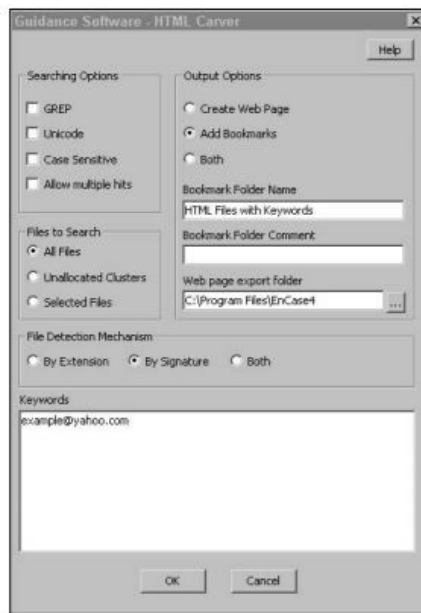 Guidance Software - HTML Carver
Help
Searching Options
GREP
Unicode
Case Sensitive
Allow multiple hits
Output Options
Create Web Page
Add Bookmarks
Both
Bookmark Folder Name
HTML Files with Keywords
Bookmark Folder Comment
Web page export folder
C:\Program Files\EnCase4
...
Files to Search
All Files
Unallocated Clusters
Selected Files
File Detection Mechanism
By Extension By Signature Both
Keywords
example@yahoo.com
OK Cancel